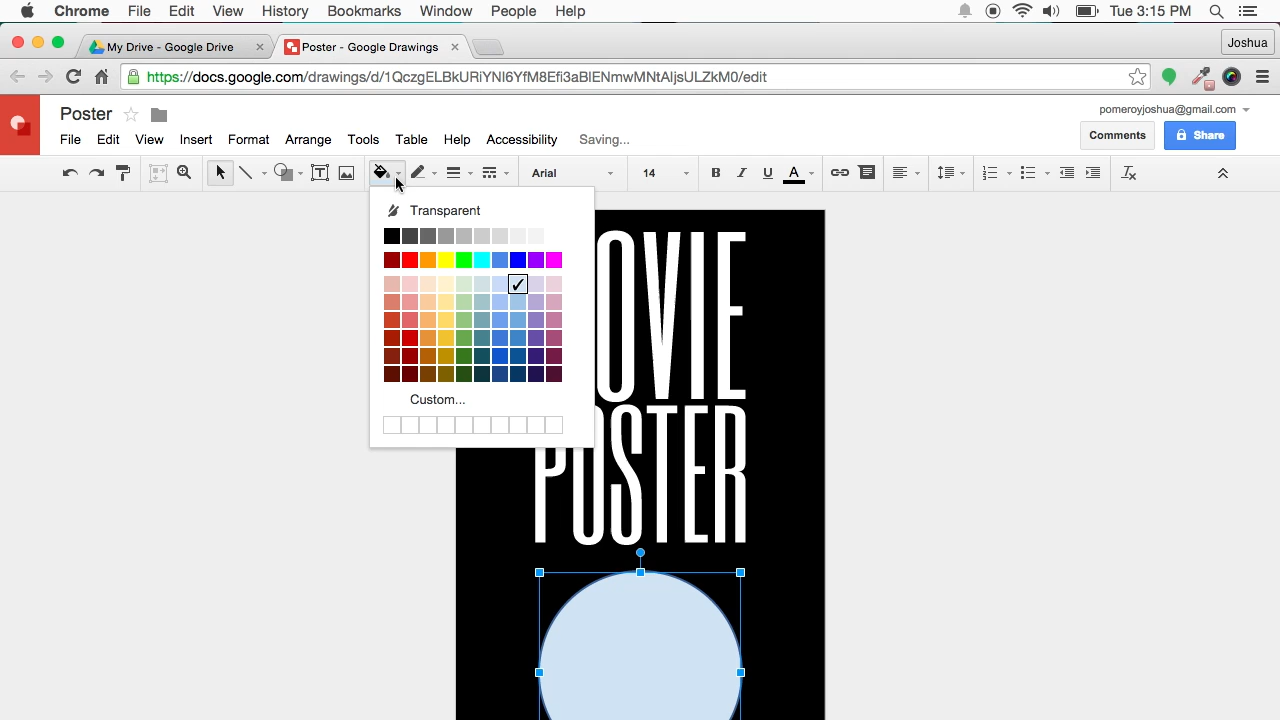 Chrome File Edit View History Bookmarks Window People Help Tue 3:15 PM
My Drive - Google Drive Poster - Google Drawings Joshua
https://docs.google.com/drawings/d/1QczgELBkURiYNI6YfM8Efi3aBIENmwMNtAIjsULZkM0/edit
Poster pomeroyjoshua@gmail.com
File Edit View Insert Format Arrange Tools Table Help Accessibility Saving... Comments Share
Arial 14 B I U A
Transparent
Custom...
OVIE
POSTER